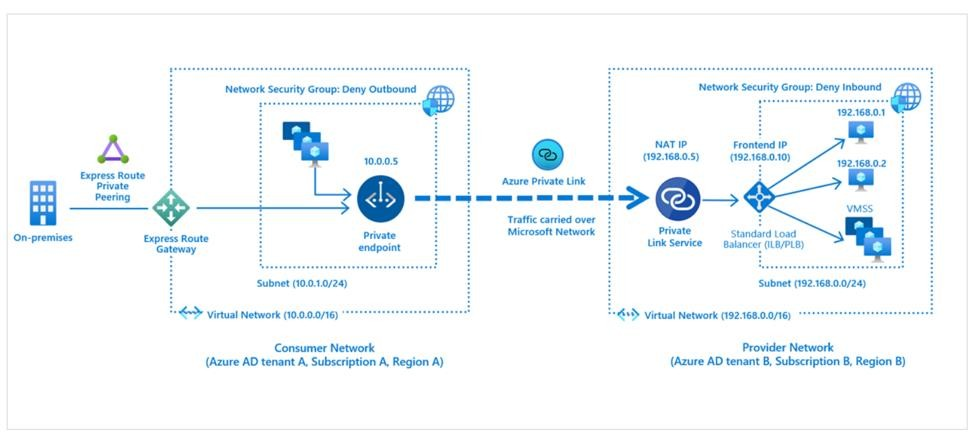 Network Security Group: Deny Outbound
Express Route
Private
Peering
On-premises
Express Route
Gateway
10.0.0.5
Private
endpoint
Subnet (10.0.1.0/24)
Virtual Network (10.0.0.0/16)
Consumer Network
(Azure AD tenant A, Subscription A, Region A)
Azure Private Link
Traffic carried over
Microsoft Network
Network Security Group: Deny Inbound
NAT IP
(192.168.0.5)
Private
Link Service
Frontend IP
(192.168.0.10)
Standard Load
Balancer (ILB/PLB)
192.168.0.1
192.168.0.2
VMSS
Subnet (192.168.0.0/24)
Virtual Network (192.168.0.0/16)
Provider Network
(Azure AD tenant B, Subscription B, Region B)